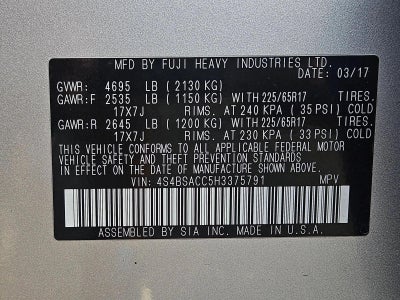 MFD BY FUJI HEAVY INDUSTRIES LTD.
DATE: 03/17
GVWR: 4695 LB (2130 KG)
GAWR:F 2535 LB (1150 KG) WITH 225/65R17 TIRES.
17X7J RIMS. AT 240 KPA (35 PSI) COLD
GAWR:R 2645 LB (1200 KG) WITH 225/65R17 TIRES.
17X7J RIMS. AT 230 KPA (33 PSI) COLD
THIS VEHICLE CONFORMS TO ALL APPLICABLE FEDERAL MOTOR
VEHICLE SAFETY AND THEFT PREVENTION STANDARDS
IN EFFECT ON THE DATE OF MANUFACTURE SHOWN ABOVE.
VIN: 4S4BSACC5H3375791 MPV
ASSEMBLED BY SIA INC. MADE IN U.S.A.